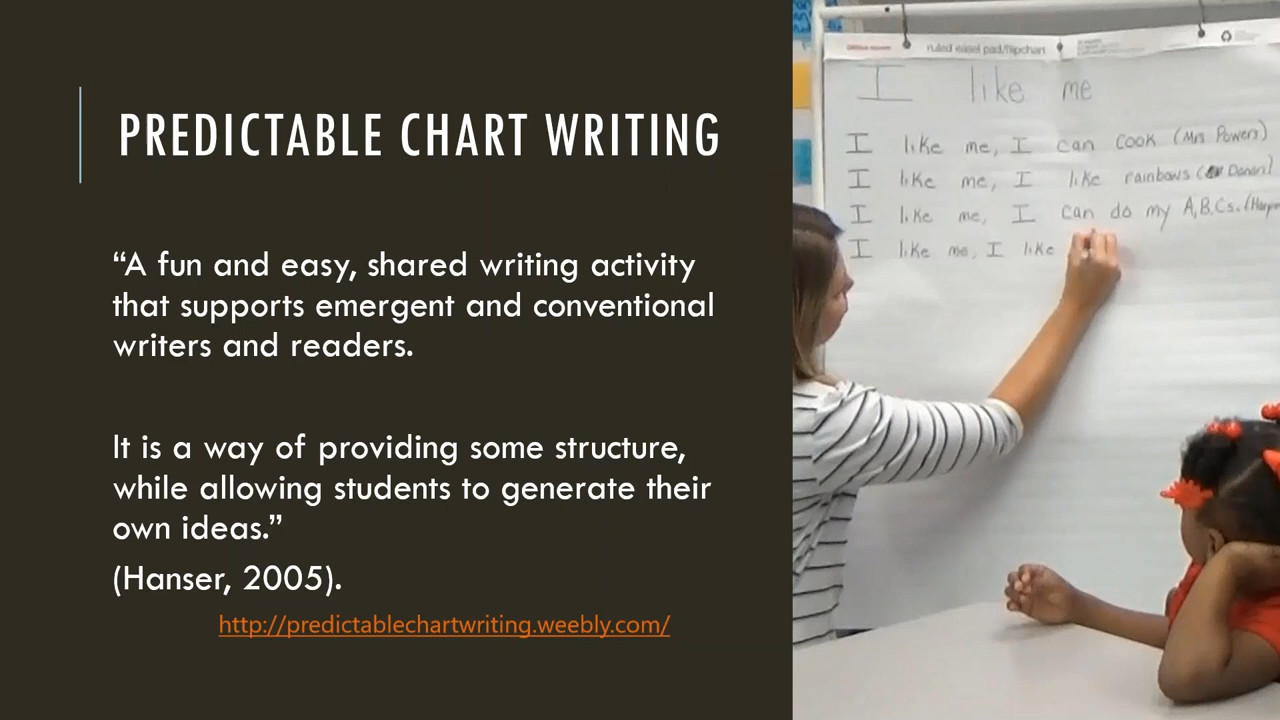 PREDICTABLE CHART WRITING
“A fun and easy, shared writing activity
that supports emergent and conventional
writers and readers.
It is a way of providing some structure,
while allowing students to generate their
own ideas.”
(Hanser, 2005).
http://predictablechartwriting.weebly.com/
ruled easel pad/flipchart
I like me
I like me, I can cook (Mrs Powers)
I like me, I like rainbows (Danari)
I like me, I can do my A,B,Cs.
I like me, I like